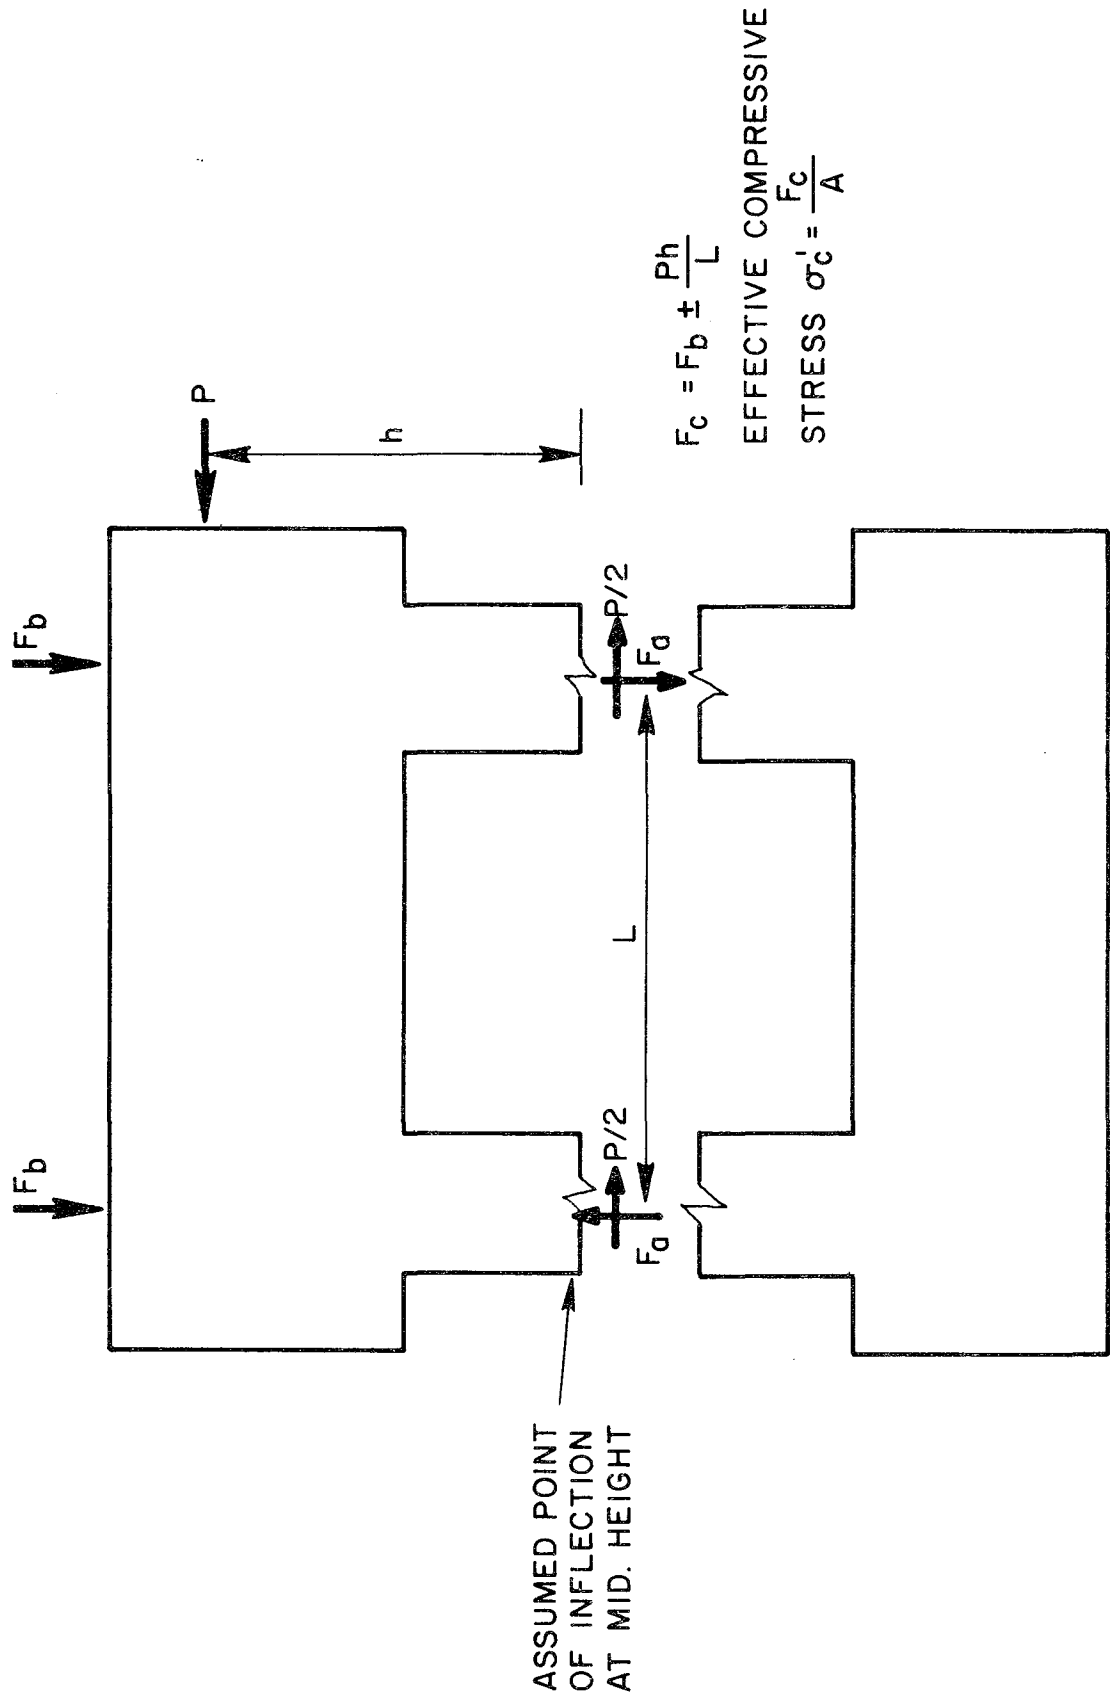 F_b
F_b
P
h
ASSUMED POINT
OF INFLECTION
AT MID. HEIGHT
P/2
F_a
L
P/2
F_a
F_c = F_b ± Ph/L
EFFECTIVE COMPRESSIVE
STRESS σ_c' = F_c/A